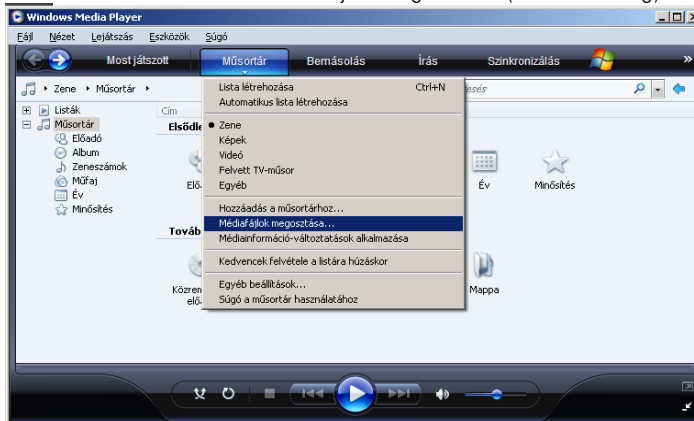 Windows Media Player
Fájl Nézet Lejátszás Eszközök Súgó
Most játszott Műsortár Bemásolás Írás Szinkronizálás »
Zene Műsortár
Listák
Műsortár
Előadó
Album
Zeneszámok
Műfaj
Év
Minősítés
Cím
Lista létrehozása Ctrl+N
Automatikus lista létrehozása
Zene
Képek
Videó
Felvett TV-műsor
Egyéb
Hozzáadás a műsortárhoz...
Médiafájlok megosztása...
Médiainformáció-változtatások alkalmazása
Kedvencek felvétele a listára húzáskor
Egyéb beállítások...
Súgó a műsortár használatához
Elsődle
Elő
Év Minősítés
Továb
Közren
elő
Mappa